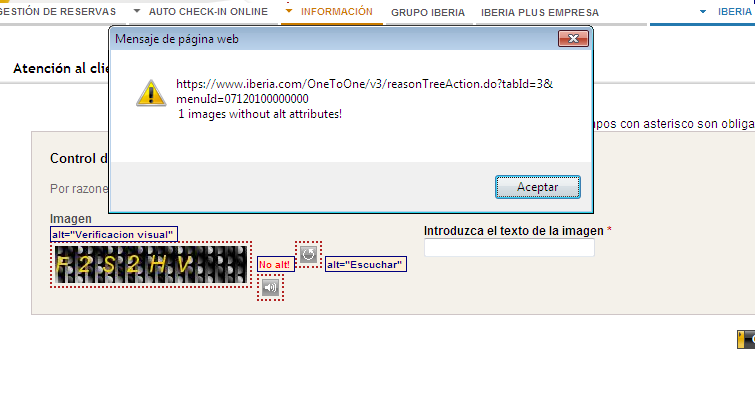 GESTIÓN DE RESERVAS
AUTO CHECK-IN ONLINE
INFORMACIÓN
GRUPO IBERIA
IBERIA PLUS EMPRESA
IBERIA
Mensaje de página web
Atención al clie
https://www.iberia.com/OneToOne/v3/reasonTreeAction.do?tabId=3&
menuId=07120100000000
1 images without alt attributes!
pos con asterisco son obliga
Control d
Aceptar
Por razone
Imagen
alt="Verificacion visual"
Introduzca el texto de la imagen *
F2S2HV
No alt!
alt="Escuchar"